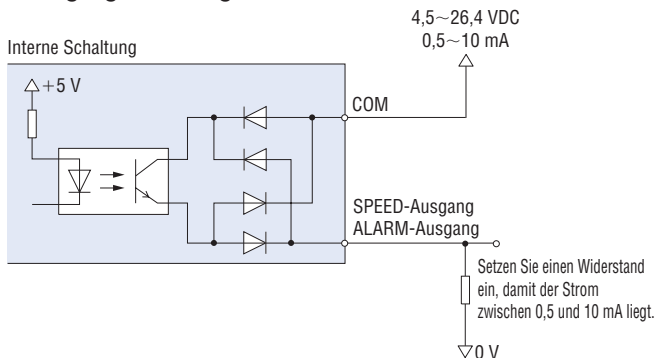 4,5~26,4 VDC
0,5~10 mA
Interne Schaltung
+5 V
COM
SPEED-Ausgang
ALARM-Ausgang
Setzen Sie einen Widerstand
ein, damit der Strom
zwischen 0,5 und 10 mA liegt.
0 V